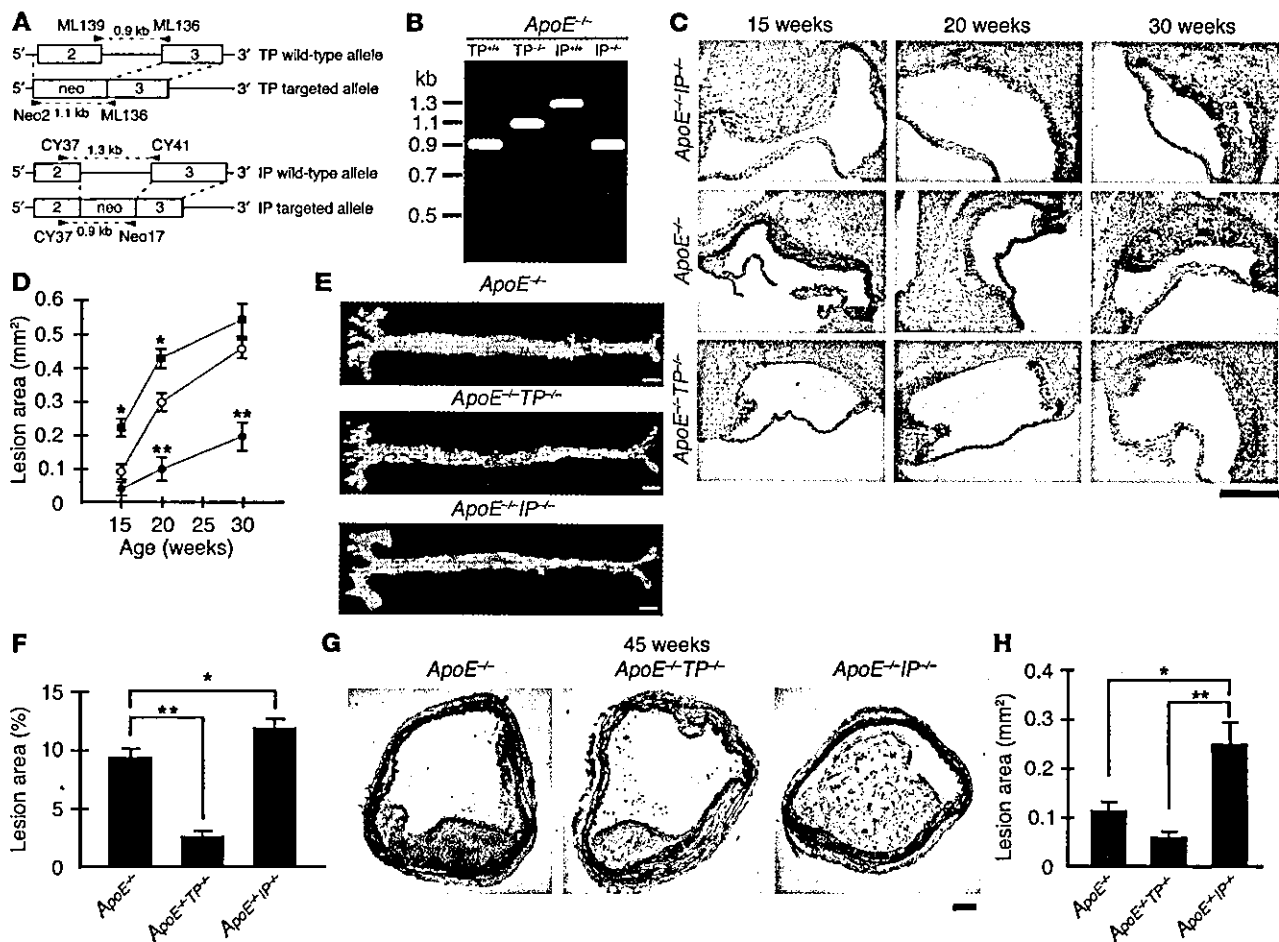 A
ML139 0.9 kb ML136
5′ 2 3 3′ TP wild-type allele
5′ neo 3 3′ TP targeted allele
Neo2 1.1 kb ML136
CY37 1.3 kb CY41
5′ 2 3 3′ IP wild-type allele
5′ 2 neo 3 3′ IP targeted allele
CY37 0.9 kb Neo17
B
ApoE-/-
TP+/+ TP-/- IP+/+ IP-/-
kb
1.3
1.1
0.9
0.7
0.5
C
15 weeks 20 weeks 30 weeks
ApoE-/-IP-/-
ApoE-/-
ApoE-/-TP-/-
D
Lesion area (mm²)
0.6
0.5
0.4
0.3
0.2
0.1
0
* * ** **
15 20 25 30
Age (weeks)
E
ApoE-/-
ApoE-/-TP-/-
ApoE-/-IP-/-
F
Lesion area (%)
15
10
5
0
*
**
ApoE-/- ApoE-/-TP-/- ApoE-/-IP-/-
G
45 weeks
ApoE-/- ApoE-/-TP-/- ApoE-/-IP-/-
H
Lesion area (mm²)
0.4
0.3
0.2
0.1
0
*
**
ApoE-/- ApoE-/-TP-/- ApoE-/-IP-/-